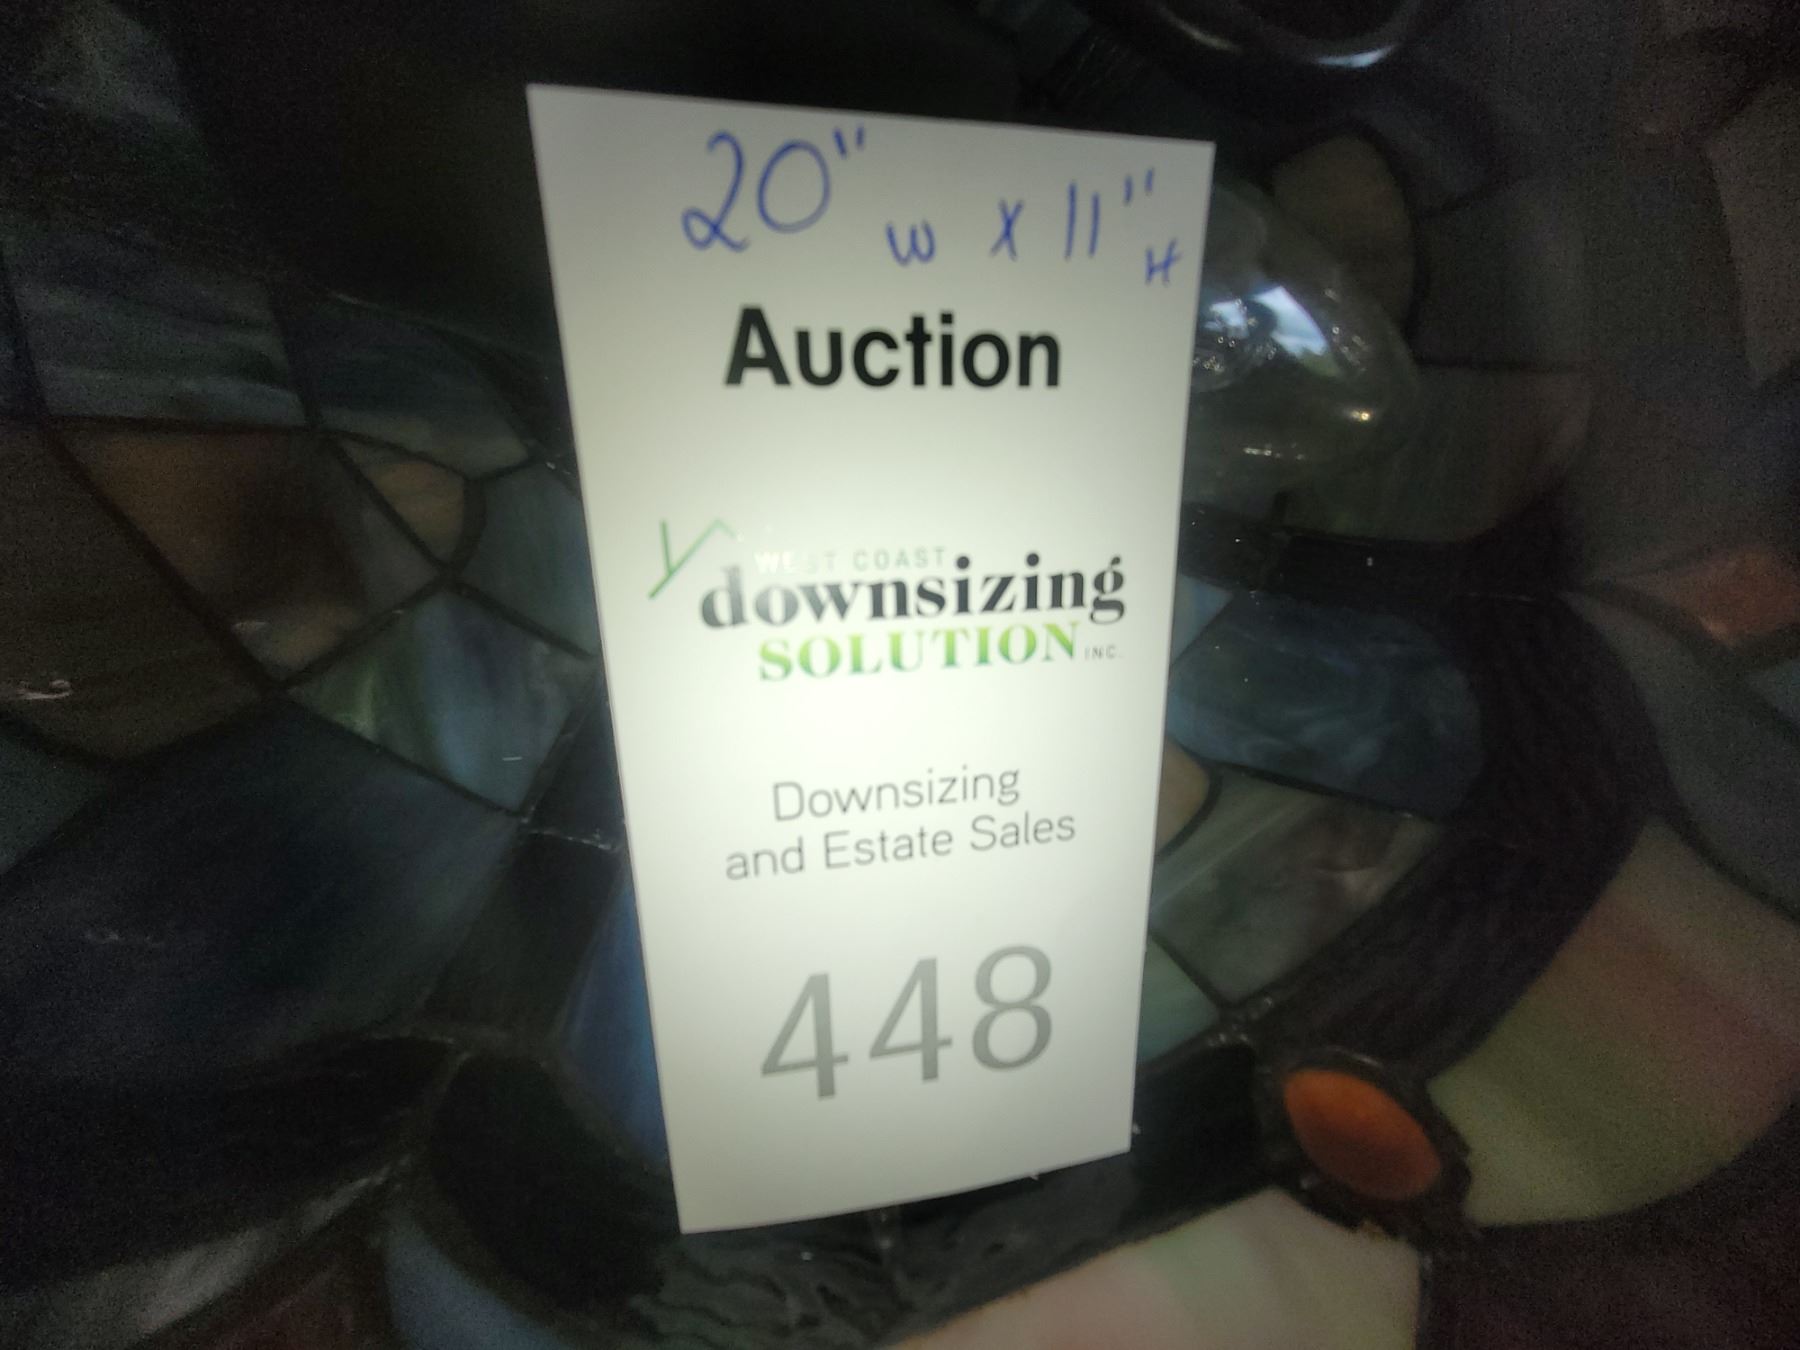 20" W X 11" H
Auction
WEST COAST
downsizing
SOLUTION INC.
Downsizing
and Estate Sales
448